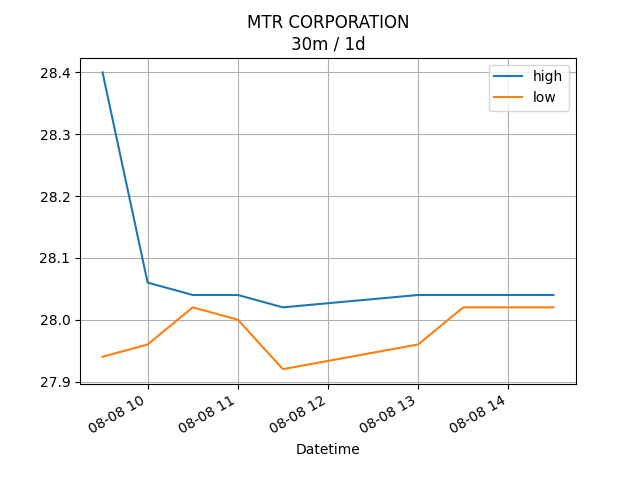 MTR CORPORATION
30m / 1d
high
low
28.4
28.3
28.2
28.1
28.0
27.9
08-08 10
08-08 11
08-08 12
08-08 13
08-08 14
Datetime